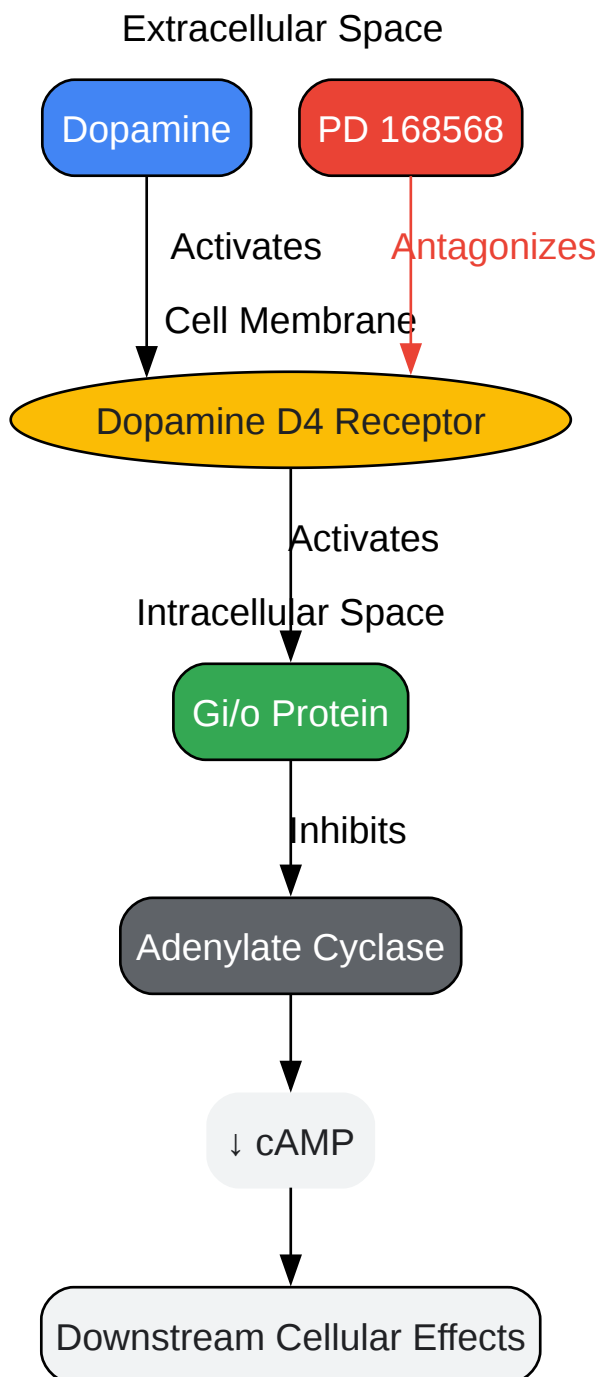 Extracellular Space
Dopamine
PD 168568
Activates
Antagonizes
Cell Membrane
Dopamine D4 Receptor
Activates
Intracellular Space
Gi/o Protein
Inhibits
Adenylate Cyclase
↓ cAMP
Downstream Cellular Effects